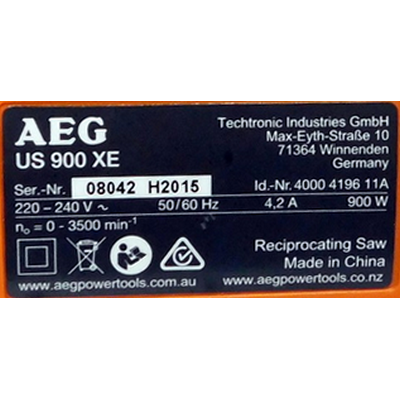 AEG
US 900 XE
Techtronic Industries GmbH
Max-Eyth-Straße 10
71364 Winnenden
Germany
Ser.-Nr. 08042 H2015 Id.-Nr. 4000 4196 11A
220 – 240 V ~ 50/60 Hz 4,2 A 900 W
n₀ = 0 - 3500 min⁻¹
Reciprocating Saw
Made in China
www.aegpowertools.com.au www.aegpowertools.co.nz